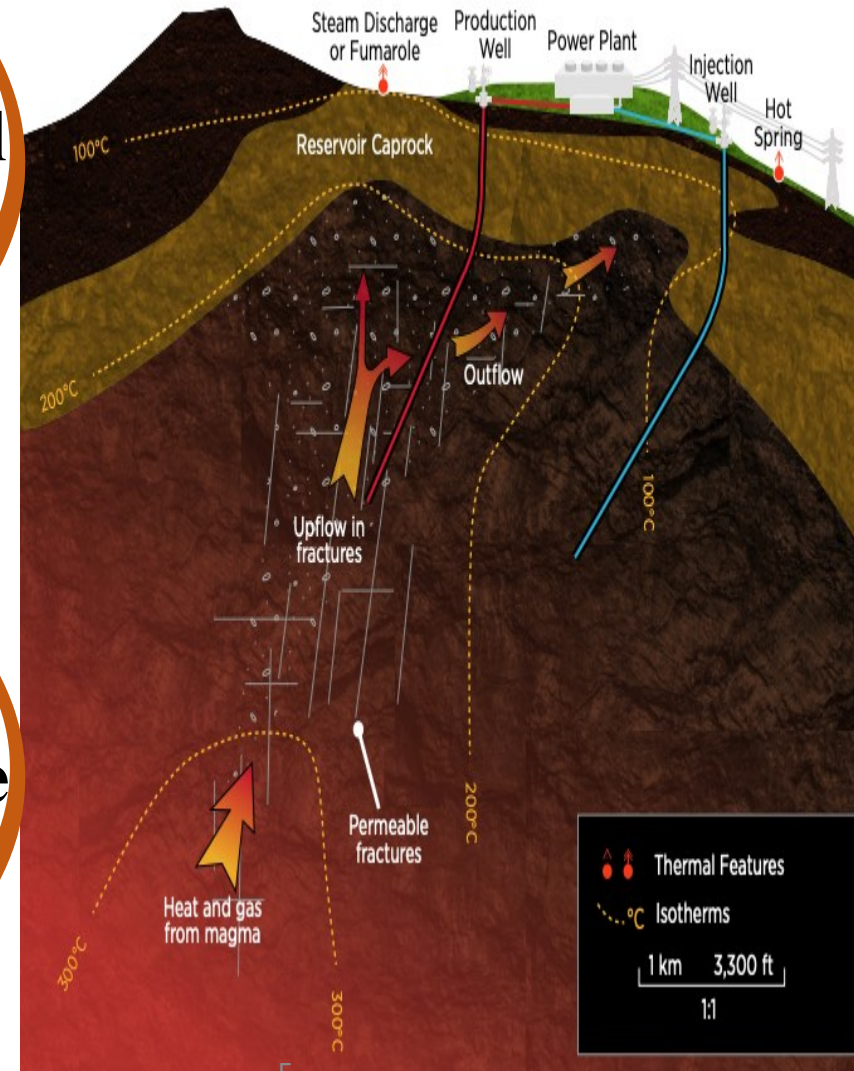 l
e
Steam Discharge
or Fumarole
Production
Well
Power Plant
Injection
Well
Hot
Spring
100°C
Reservoir Caprock
200°C
Outflow
100°C
Upflow in
fractures
200°C
Permeable
fractures
Heat and gas
from magma
300°C
300°C
Thermal Features
°C Isotherms
1 km 3,300 ft
1:1